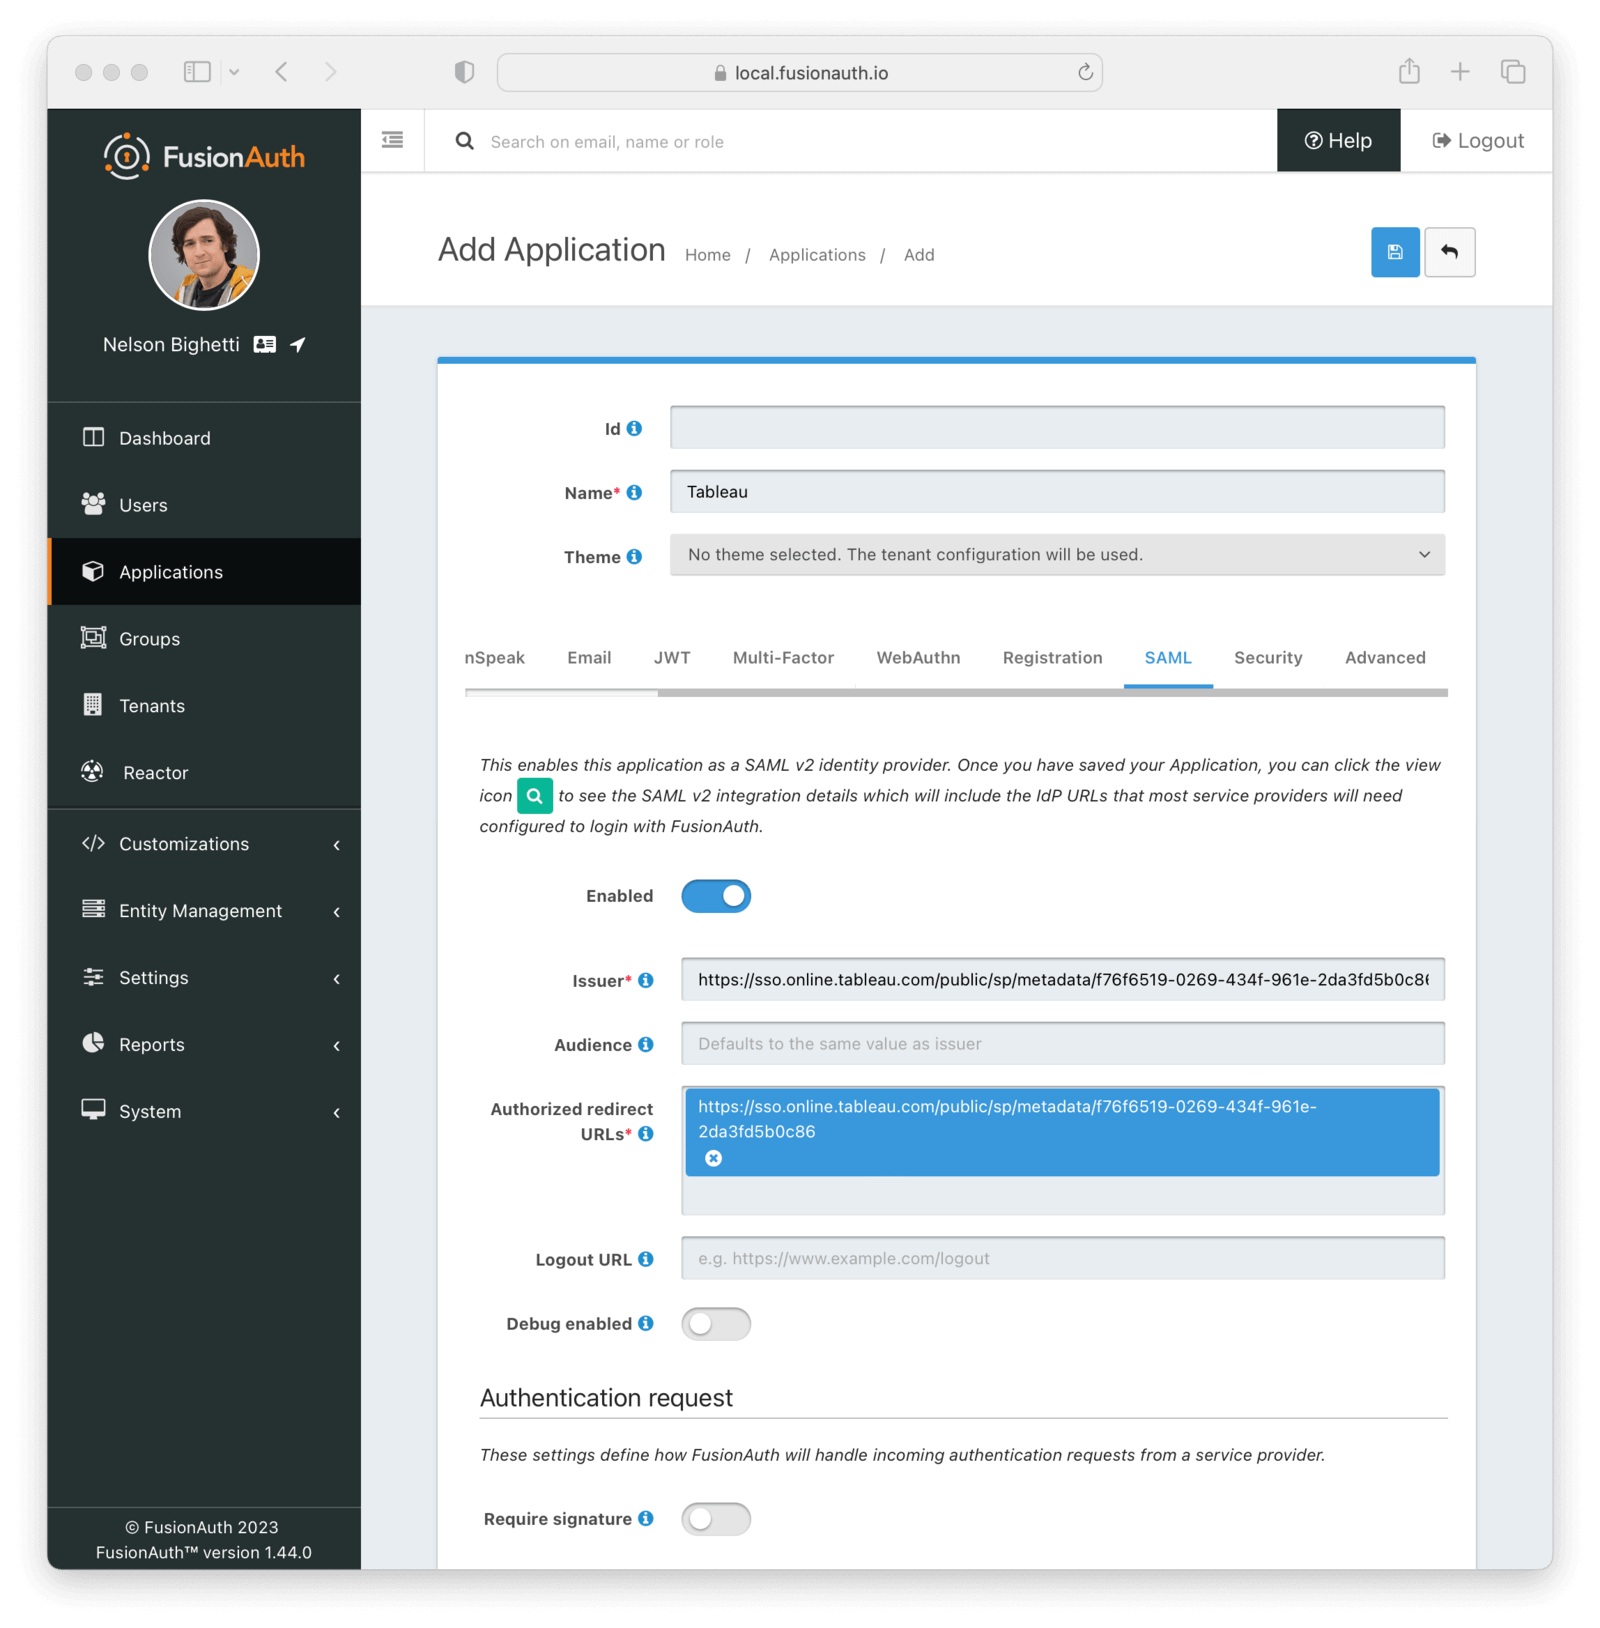 local.fusionauth.io
FusionAuth
Search on email, name or role
Help
Logout
Nelson Bighetti
Add Application
Home / Applications / Add
Dashboard
Users
Applications
Groups
Tenants
Reactor
Customizations
Entity Management
Settings
Reports
System
© FusionAuth 2023
FusionAuth™ version 1.44.0
Id
Name* Tableau
Theme No theme selected. The tenant configuration will be used.
nSpeak Email JWT Multi-Factor WebAuthn Registration SAML Security Advanced
This enables this application as a SAML v2 identity provider. Once you have saved your Application, you can click the view
icon to see the SAML v2 integration details which will include the IdP URLs that most service providers will need
configured to login with FusionAuth.
Enabled
Issuer* https://sso.online.tableau.com/public/sp/metadata/f76f6519-0269-434f-961e-2da3fd5b0c86
Audience Defaults to the same value as issuer
Authorized redirect
URLs*
https://sso.online.tableau.com/public/sp/metadata/f76f6519-0269-434f-961e-
2da3fd5b0c86
Logout URL e.g. https://www.example.com/logout
Debug enabled
Authentication request
These settings define how FusionAuth will handle incoming authentication requests from a service provider.
Require signature